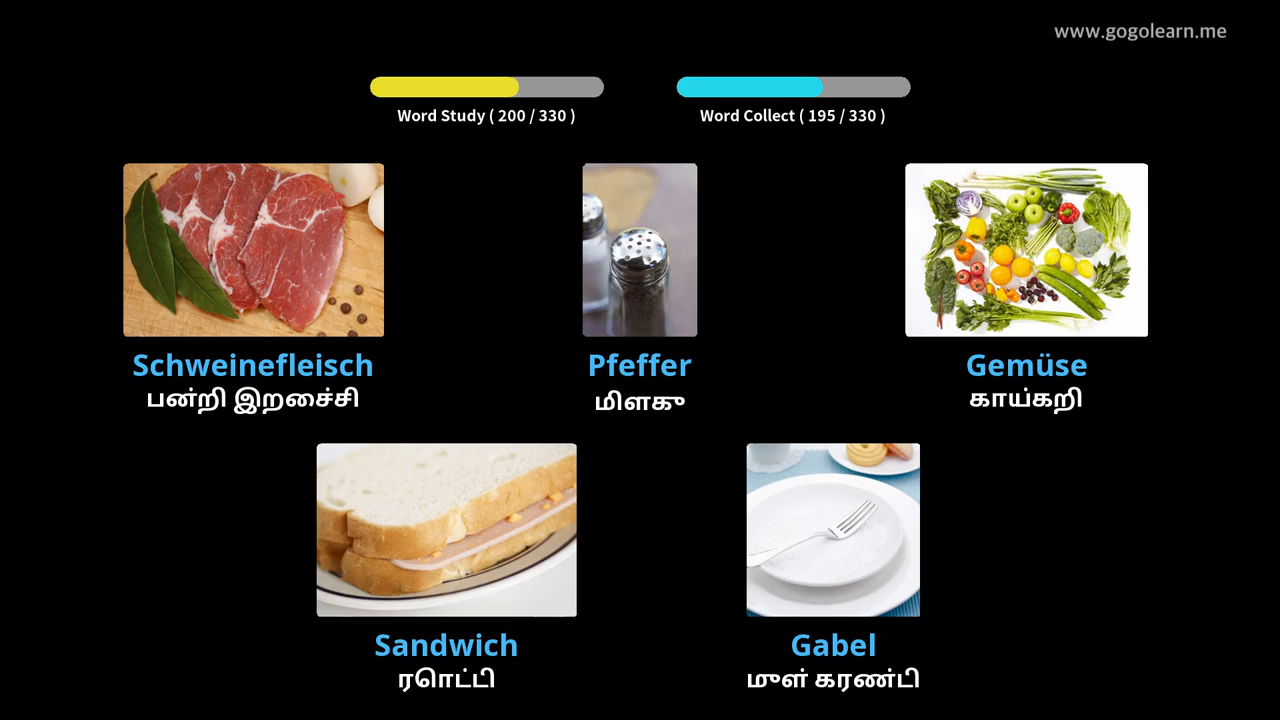 www.gogolearn.me
Word Study ( 200 / 330 )
Word Collect ( 195 / 330 )
Schweinefleisch
பன்றி இறைச்சி
Pfeffer
மிளகு
Gemüse
காய்கறி
Sandwich
ரொட்டி
Gabel
முள் கரண்டி